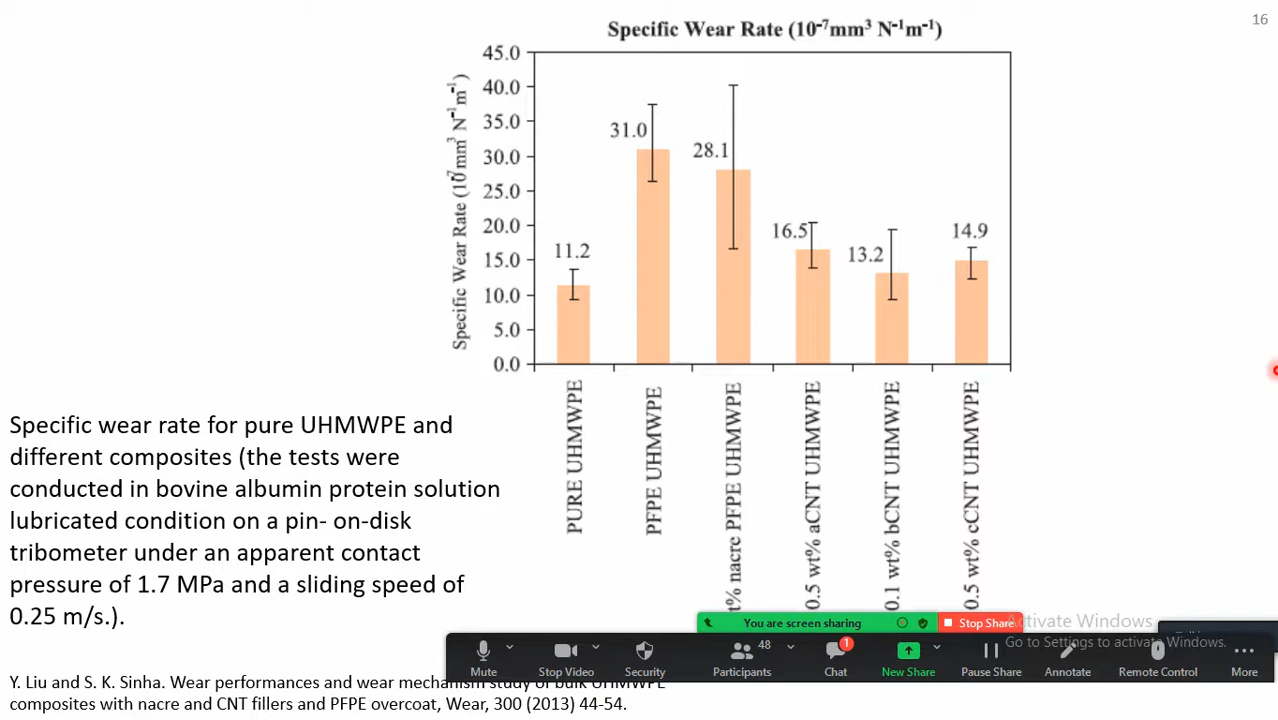 16
Specific Wear Rate (10⁻⁷mm³ N⁻¹m⁻¹)
Specific Wear Rate (10⁻⁷mm³ N⁻¹m⁻¹)
45.0
40.0
35.0
30.0
25.0
20.0
15.0
10.0
5.0
0.0
11.2
31.0
28.1
16.5
13.2
14.9
PURE UHMWPE
PFPE UHMWPE
t% nacre PFPE UHMWPE
0.5 wt% aCNT UHMWPE
0.1 wt% bCNT UHMWPE
0.5 wt% cCNT UHMWPE
Specific wear rate for pure UHMWPE and
different composites (the tests were
conducted in bovine albumin protein solution
lubricated condition on a pin- on-disk
tribometer under an apparent contact
pressure of 1.7 MPa and a sliding speed of
0.25 m/s.).
You are screen sharing
Stop Share
Activate Windows
Go to Settings to activate Windows.
Mute
Stop Video
Security
48
Participants
1
Chat
New Share
Pause Share
Annotate
Remote Control
More
Y. Liu and S. K. Sinha. Wear performances and wear mechanism study of bulk UHMWPE
composites with nacre and CNT fillers and PFPE overcoat, Wear, 300 (2013) 44-54.